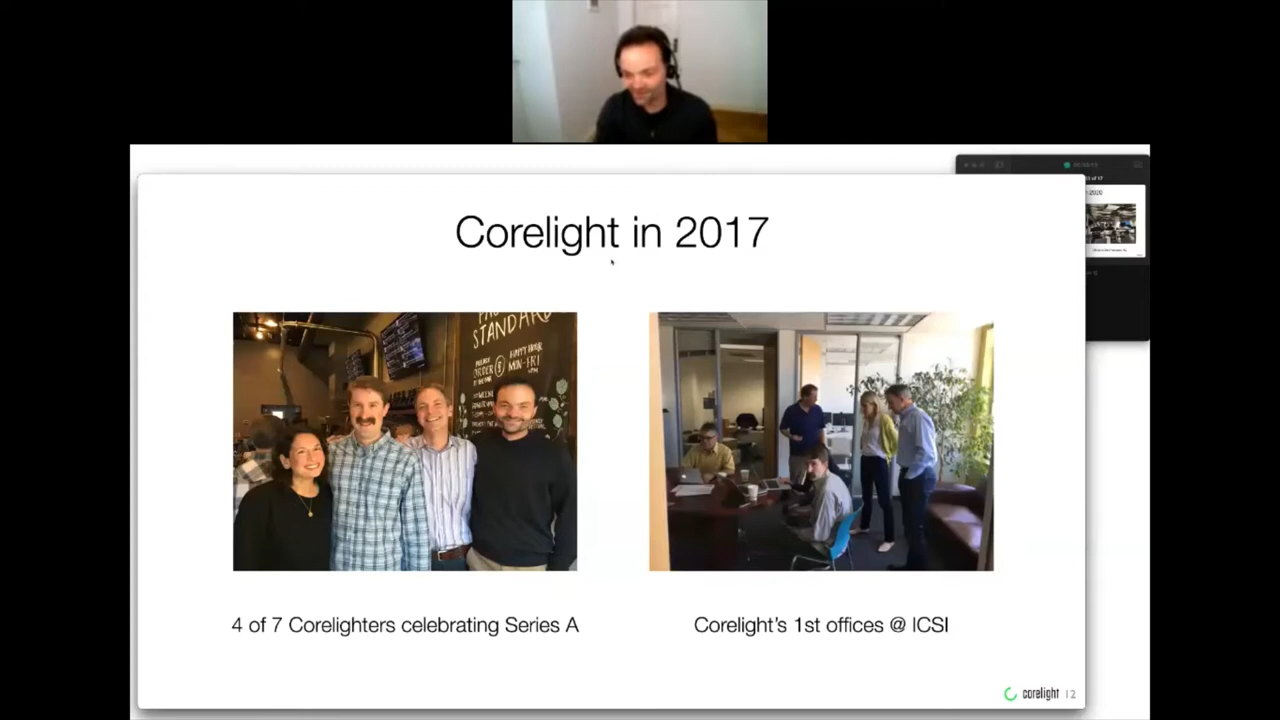 Corelight in 2017
STANDARD
HAPPY HOUR
ORDER
MON-FRI
4 of 7 Corelighters celebrating Series A
Corelight's 1st offices @ ICSI
corelight 12